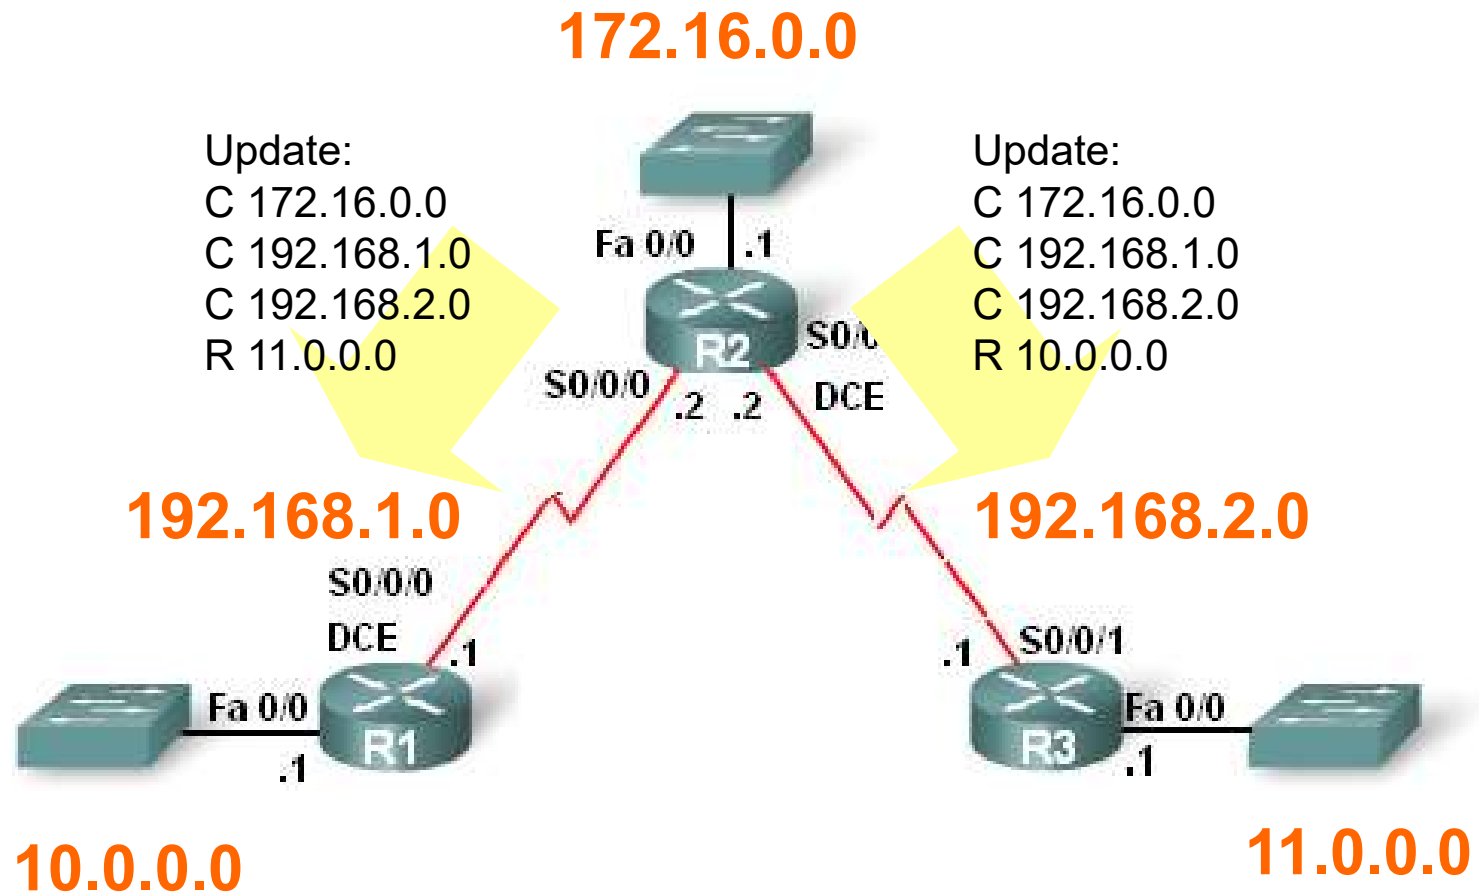 172.16.0.0
Update:
C 172.16.0.0
C 192.168.1.0
C 192.168.2.0
R 11.0.0.0
Update:
C 172.16.0.0
C 192.168.1.0
C 192.168.2.0
R 10.0.0.0
Fa 0/0
.1
R2
S0/0/0
.2
.2
S0/0
DCE
192.168.1.0
192.168.2.0
S0/0/0
DCE
.1
.1
S0/0/1
Fa 0/0
.1
R1
R3
Fa 0/0
.1
10.0.0.0
11.0.0.0